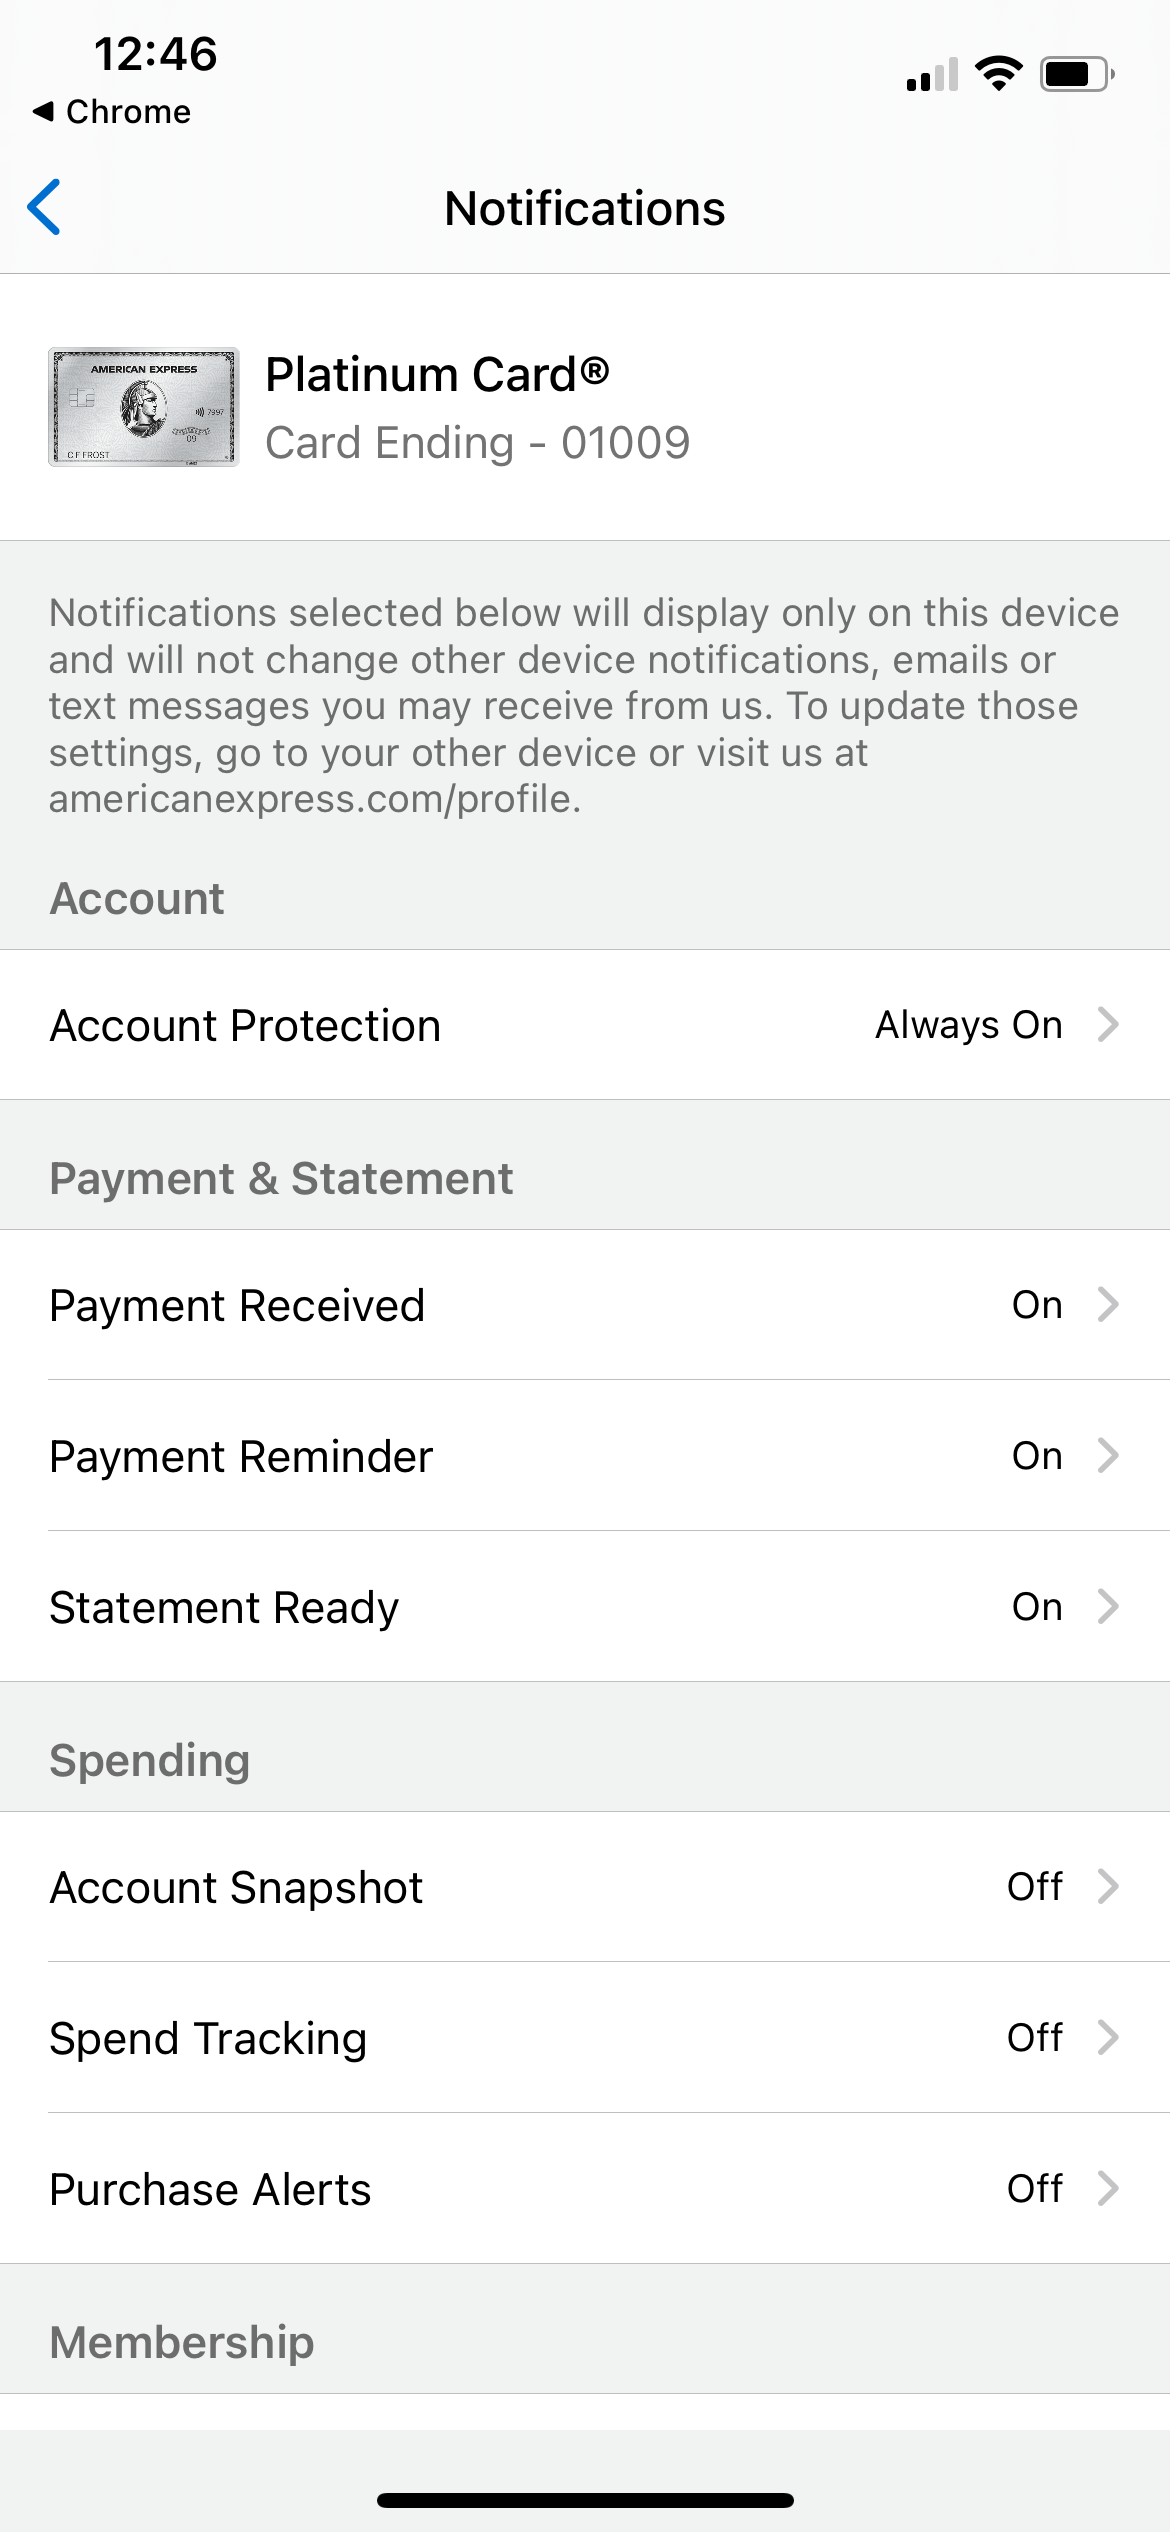 12:46
◀ Chrome
Notifications
AMERICAN EXPRESS
7997
09
C F FROST
Platinum Card®
Card Ending - 01009
Notifications selected below will display only on this device
and will not change other device notifications, emails or
text messages you may receive from us. To update those
settings, go to your other device or visit us at
americanexpress.com/profile.
Account
Account Protection Always On
Payment & Statement
Payment Received On
Payment Reminder On
Statement Ready On
Spending
Account Snapshot Off
Spend Tracking Off
Purchase Alerts Off
Membership